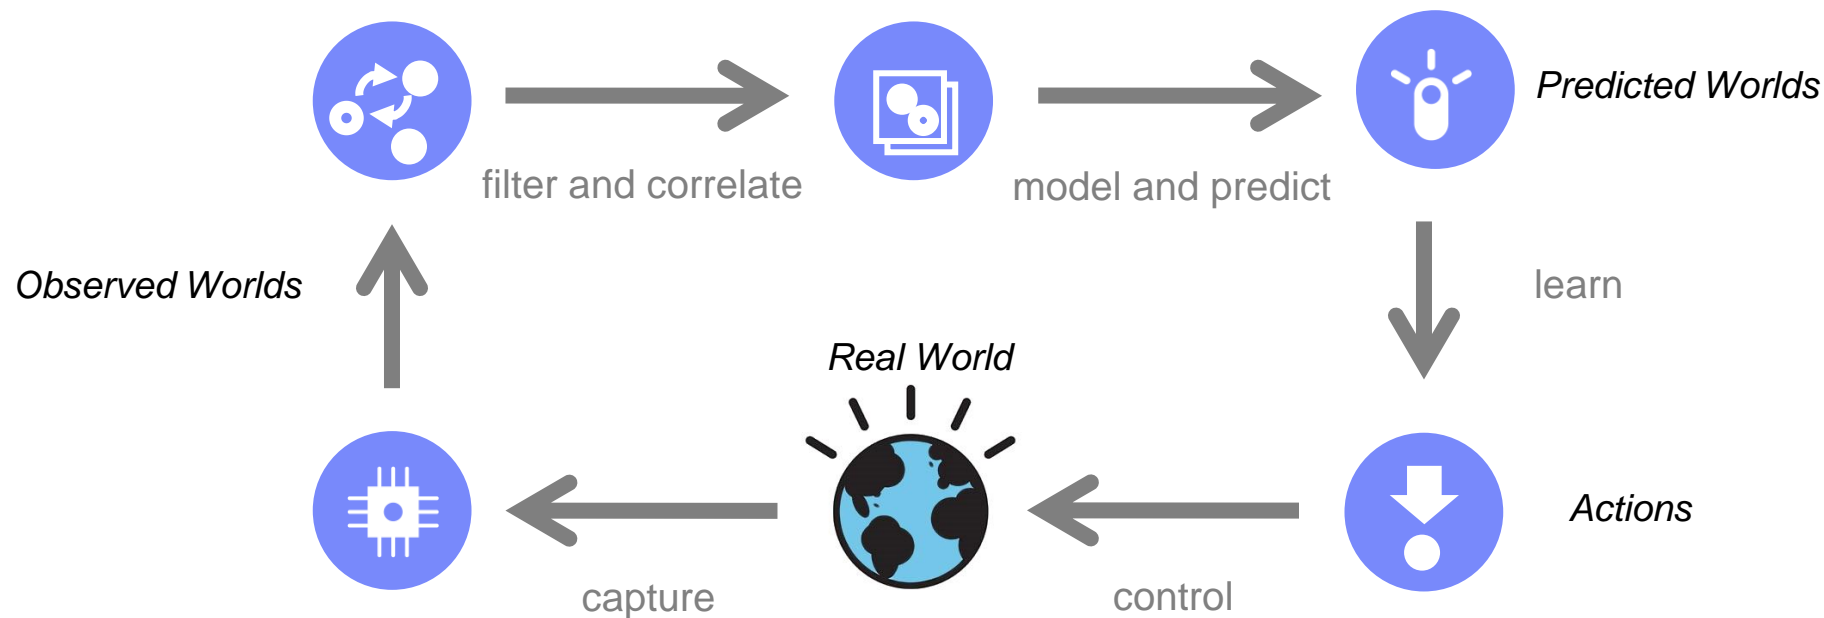 Predicted Worlds
filter and correlate
model and predict
Observed Worlds
learn
Real World
Actions
capture
control